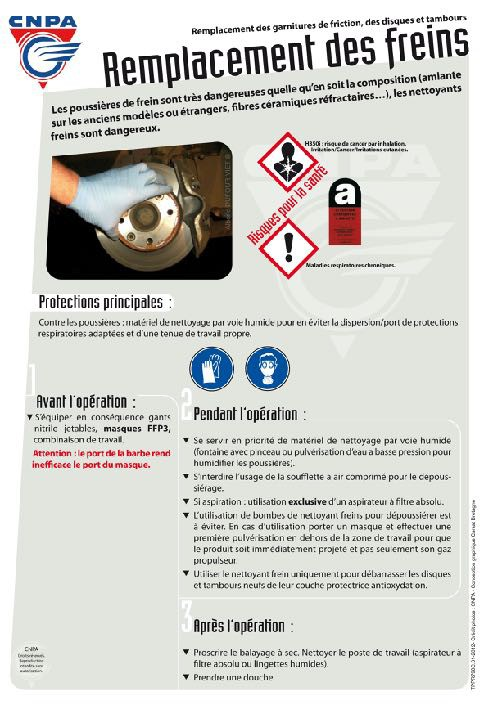 CNPA
Remplacement des garnitures de friction, des disques et tambours
Remplacement des freins
Les poussières de frein sont très dangereuses quelle qu'en soit la composition (amiante
sur les anciens modèles ou étrangers, fibres céramiques réfractaires…), les nettoyants
freins sont dangereux.
H350i : risque de cancer par inhalation.
Irritation/Cancer/Irritations cutanées.
Risques pour la santé
a
Maladies respiratoires chroniques.
Protections principales :
Contre les poussières : matériel de nettoyage par voie humide pour en éviter la dispersion/port de protections
respiratoires adaptées et d'une tenue de travail propre.
1
Avant l'opération :
▼ S'équiper en conséquence gants
nitrile jetables, masques FFP3,
combinaison de travail.
Attention : le port de la barbe rend
inefficace le port du masque.
2
Pendant l'opération :
▼ Se servir en priorité de matériel de nettoyage par voie humide
(fontaine avec pinceau ou pulvérisation d'eau a basse pression pour
humidifier les poussières).
▼ S'interdire l'usage de la soufflette a air comprimé pour le dépous-
siérage.
▼ Si aspiration : utilisation exclusive d'un aspirateur à filtre absolu.
▼ L'utilisation de bombes de nettoyant freins pour dépoussiérer est
à éviter. En cas d'utilisation porter un masque et effectuer une
première pulvérisation en dehors de la zone de travail pour que
le produit soit immédiatement projeté et pas seulement son gaz
propulseur.
▼ Utiliser le nettoyant frein uniquement pour débarrasser les disques
et tambours neufs de leur couche protectrice antioxydation.
3
Après l'opération :
▼ Proscrire le balayage à sec. Nettoyer le poste de travail (aspirateur à
filtre absolu ou lingettes humides).
▼ Prendre une douche
CNPA